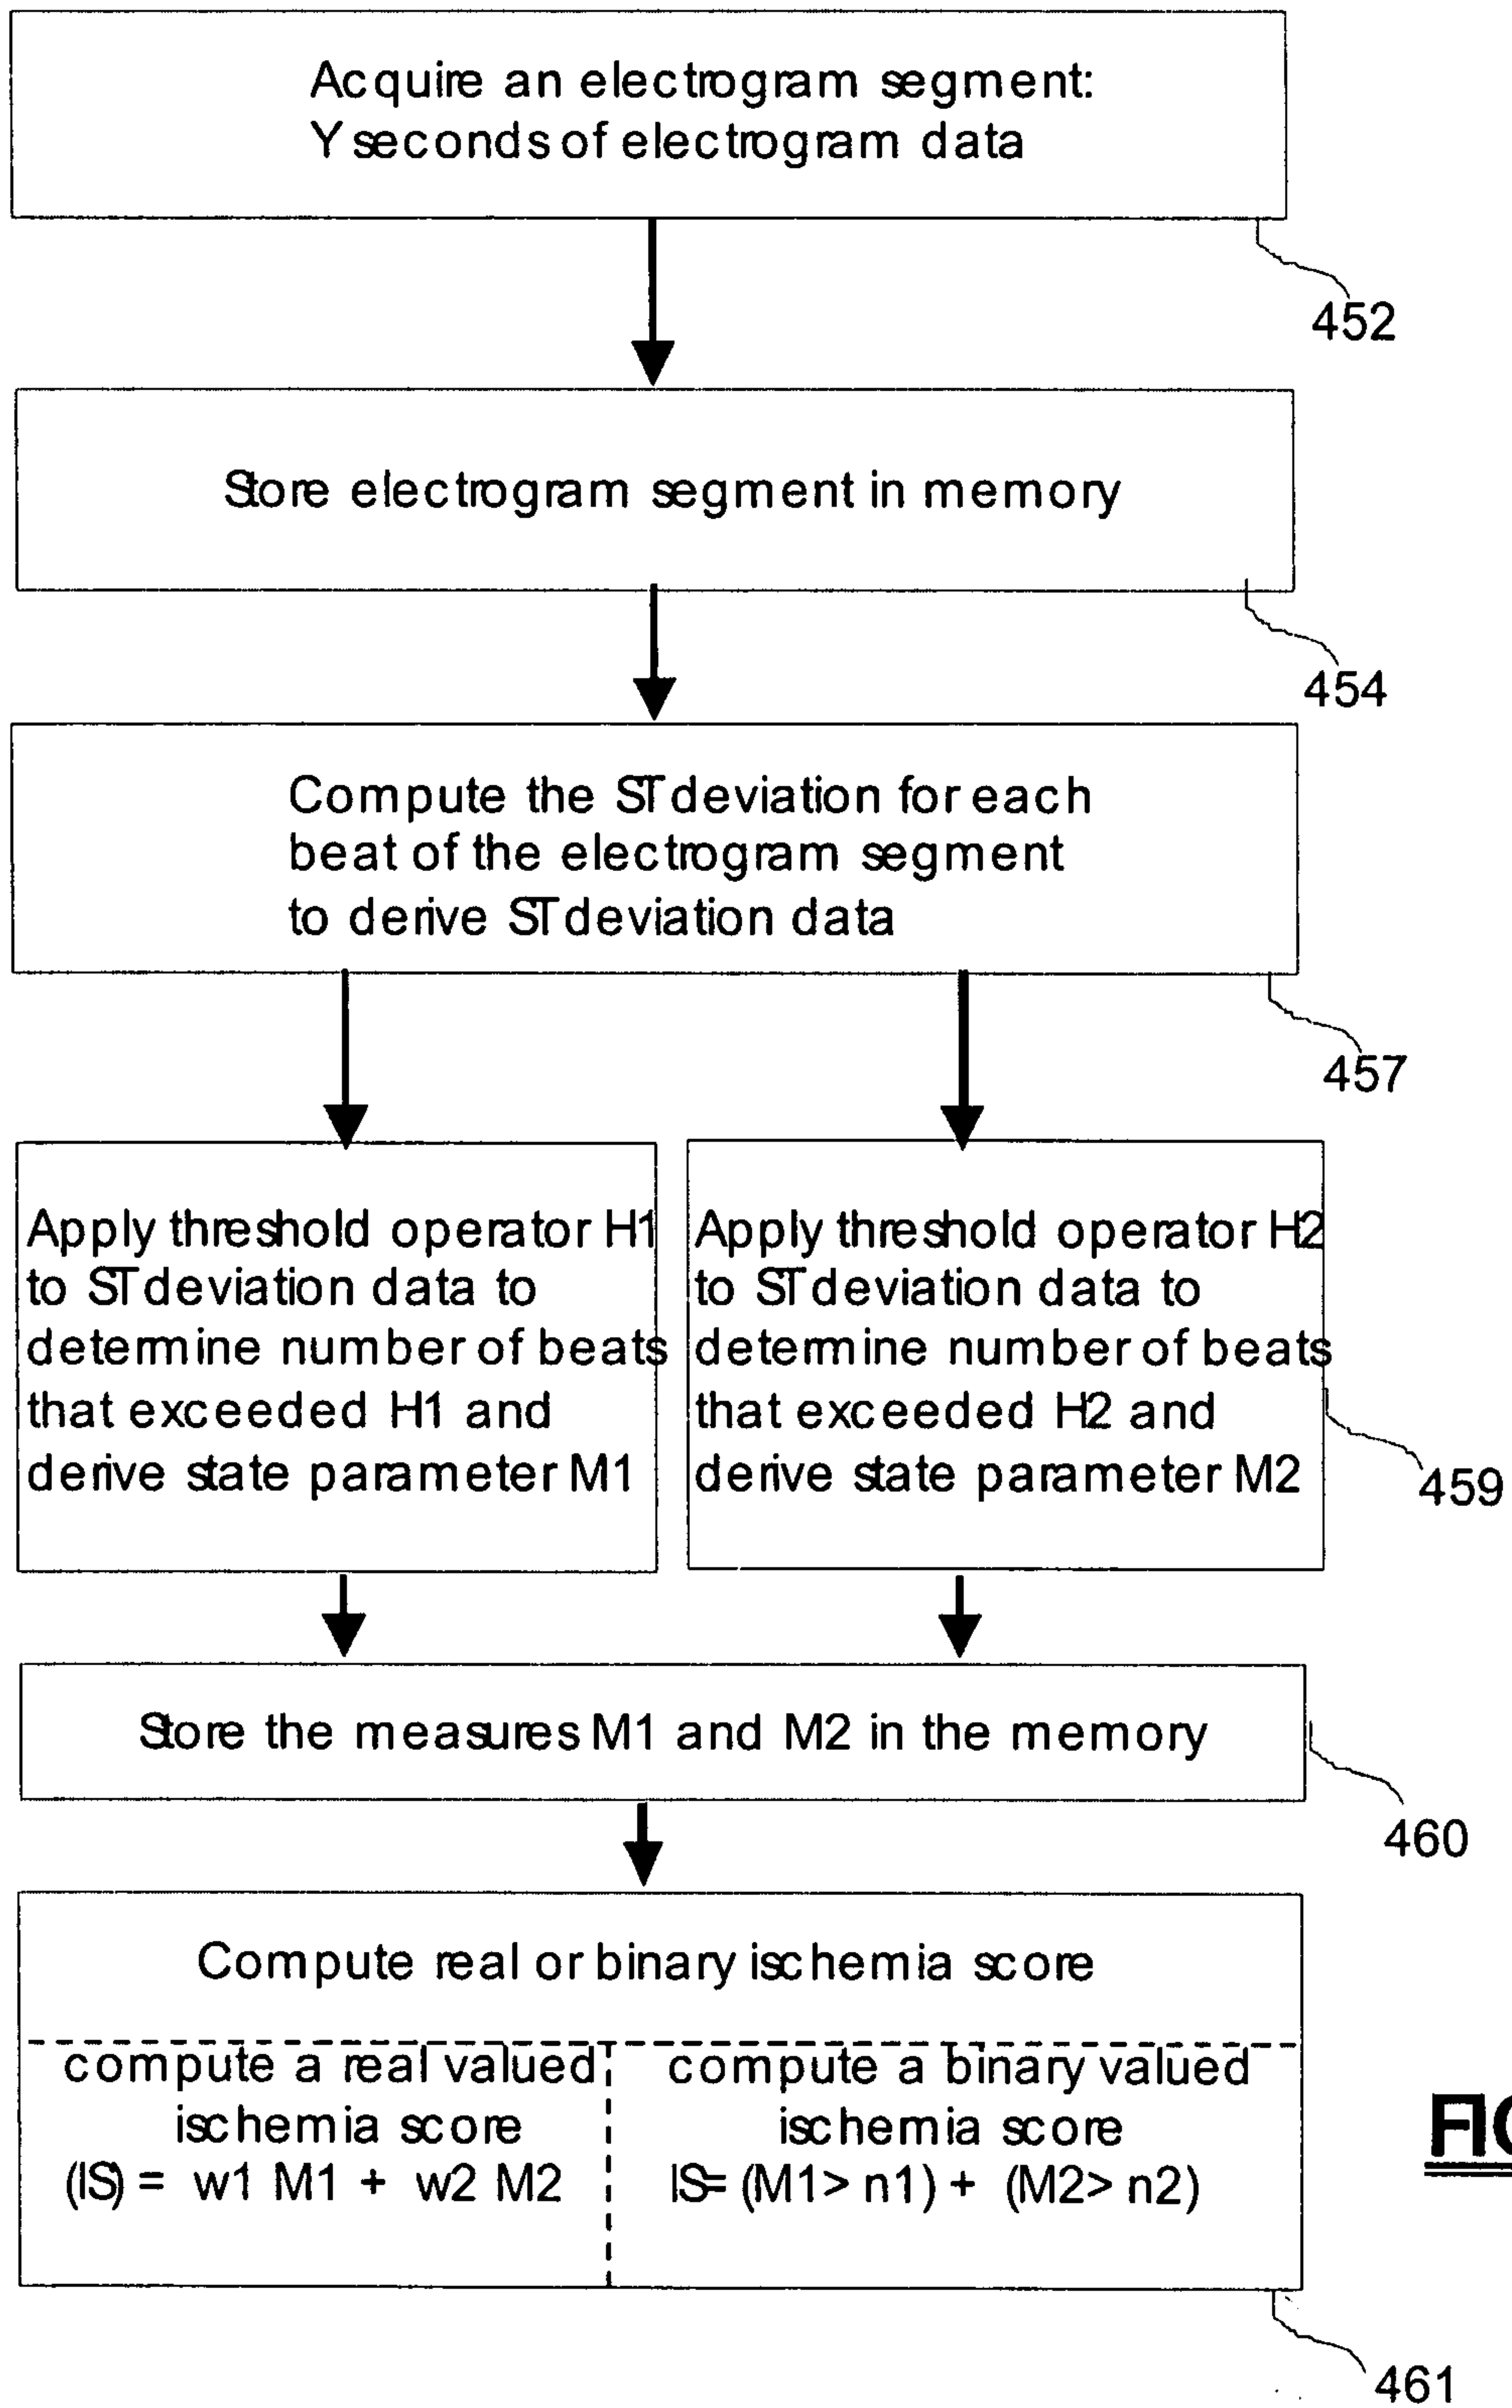 Acquire an electrogram segment:
Y seconds of electrogram data
452
Store electrogram segment in memory
454
Compute the ST deviation for each
beat of the electrogram segment
to derive ST deviation data
457
Apply threshold operator H1
to ST deviation data to
determine number of beats
that exceeded H1 and
derive state parameter M1
Apply threshold operator H2
to ST deviation data to
determine number of beats
that exceeded H2 and
derive state parameter M2
459
Store the measures M1 and M2 in the memory
460
Compute real or binary ischemia score
compute a real valued
ischemia score
(IS) = w1 M1 + w2 M2
compute a binary valued
ischemia score
IS= (M1> n1) + (M2> n2)
461